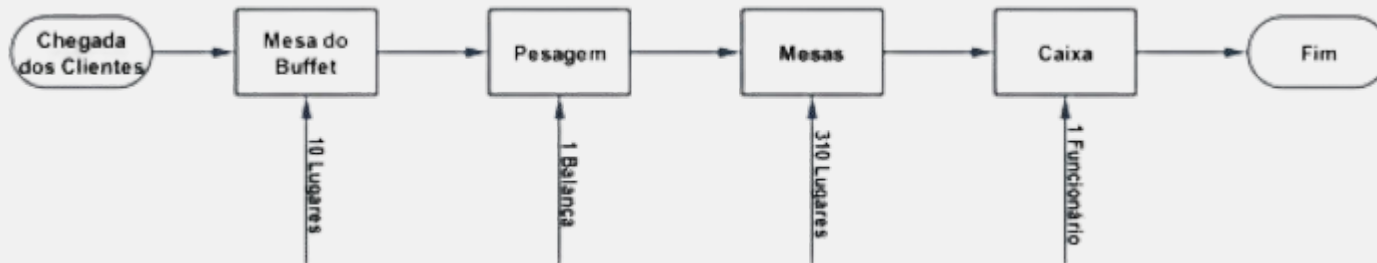 Chegada
dos Clientes
Mesa do
Buffet
Pesagem
Mesas
Caixa
Fim
10 Lugares
1 Balança
310 Lugares
1 Funcionário